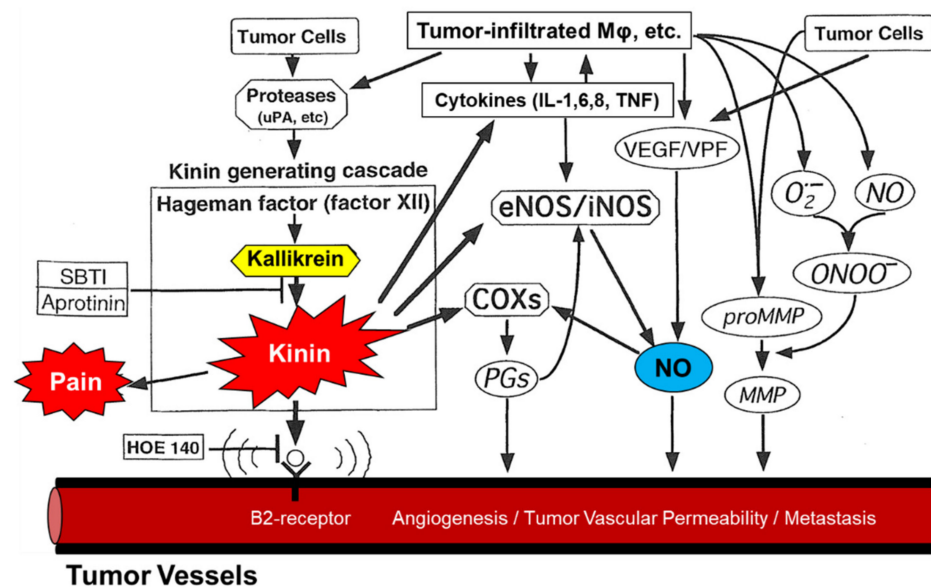 Tumor Cells
Tumor-infiltrated Mφ, etc.
Tumor Cells
Proteases
(uPA, etc)
Cytokines (IL-1,6,8, TNF)
VEGF/VPF
Kinin generating cascade
Hageman factor (factor XII)
eNOS/iNOS
O₂·−
NO
Kallikrein
SBTI
Aprotinin
ONOO−
COXs
proMMP
Kinin
Pain
PGs
NO
MMP
HOE 140
B2-receptor
Angiogenesis / Tumor Vascular Permeability / Metastasis
Tumor Vessels